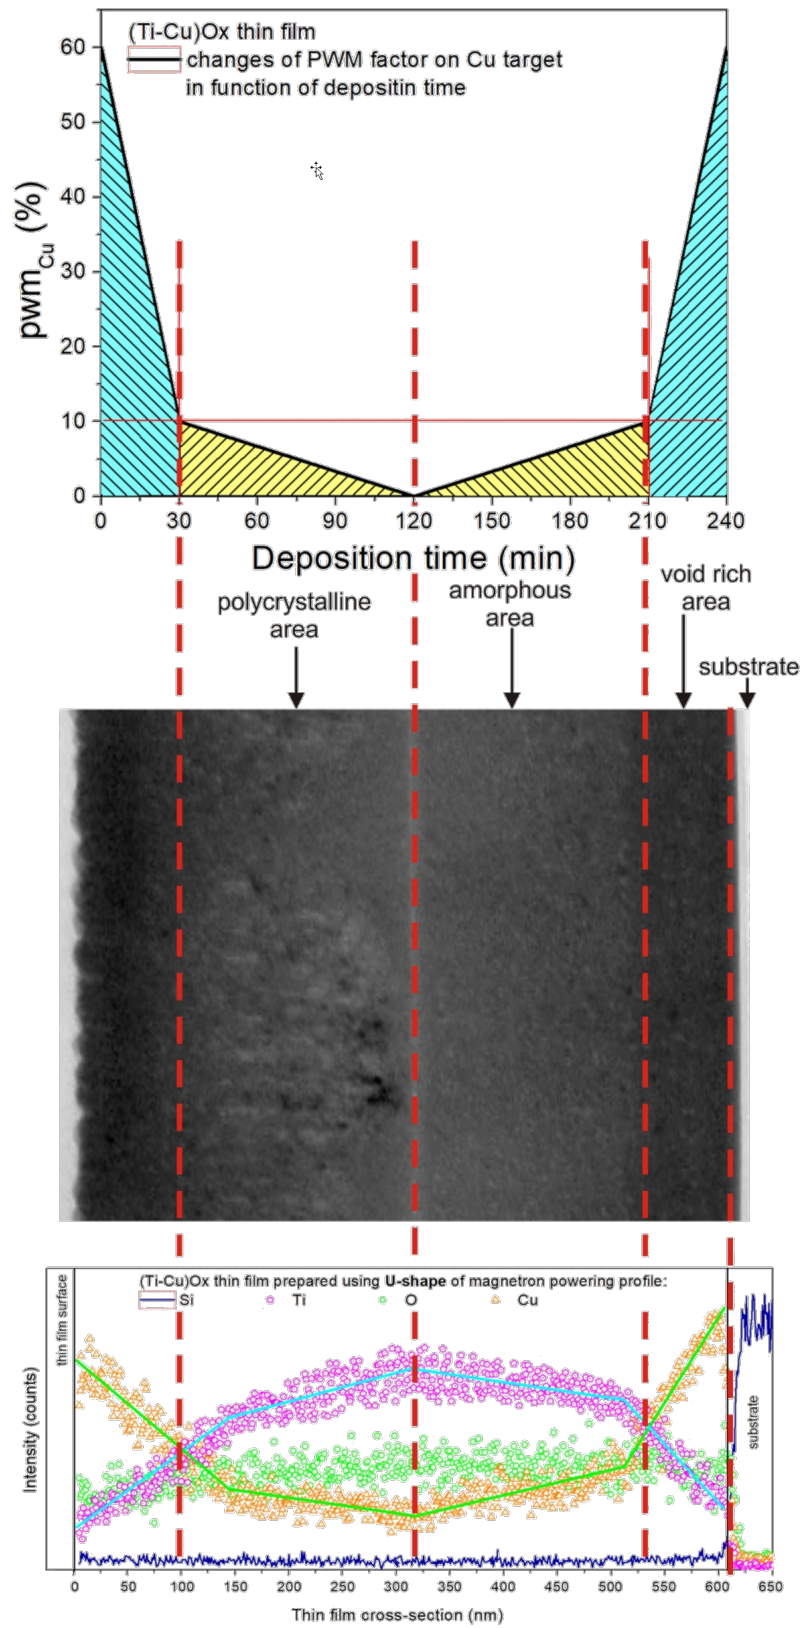 (Ti-Cu)Ox thin film
changes of PWM factor on Cu target
in function of depositin time
60
50
40
30
20
10
0
pwmCu (%)
0 30 60 90 120 150 180 210 240
Deposition time (min)
polycrystalline
area
amorphous
area
void rich
area
substrate
(Ti-Cu)Ox thin film prepared using U-shape of magnetron powering profile:
Si Ti O Cu
thin film surface
Intensity (counts)
substrate
0 50 100 150 200 250 300 350 400 450 500 550 600 650
Thin film cross-section (nm)